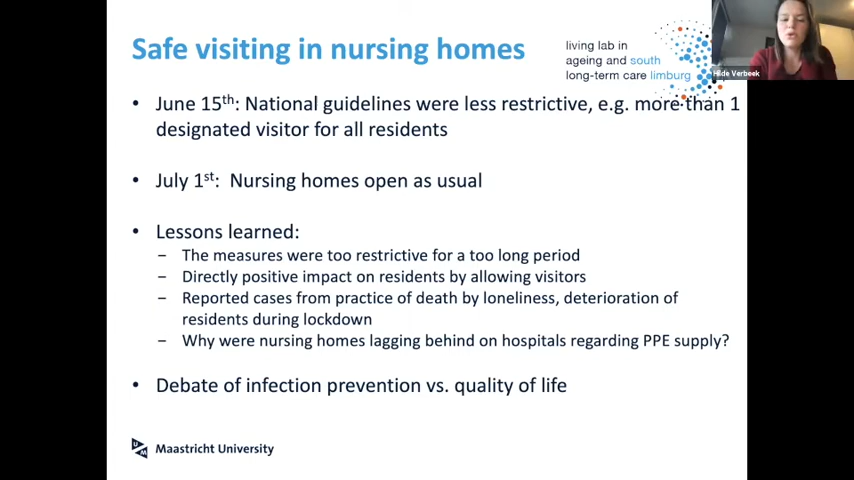 Safe visiting in nursing homes
living lab in
ageing and south
long-term care limburg
Hilde Verbeek
• June 15th: National guidelines were less restrictive, e.g. more than 1
designated visitor for all residents
• July 1st: Nursing homes open as usual
• Lessons learned:
− The measures were too restrictive for a too long period
− Directly positive impact on residents by allowing visitors
− Reported cases from practice of death by loneliness, deterioration of
residents during lockdown
− Why were nursing homes lagging behind on hospitals regarding PPE supply?
• Debate of infection prevention vs. quality of life
UM
Maastricht University